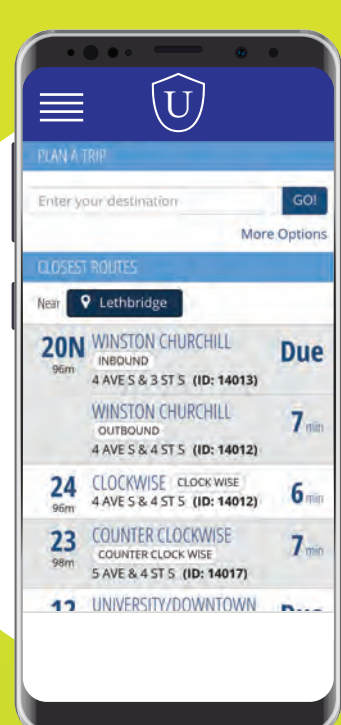 U
PLAN A TRIP
Enter your destination GO!
More Options
CLOSEST ROUTES
Near Lethbridge
20N WINSTON CHURCHILL Due
96m INBOUND
4 AVE S & 3 ST S (ID: 14013)
WINSTON CHURCHILL
OUTBOUND 7 min
4 AVE S & 4 ST S (ID: 14012)
24 CLOCKWISE CLOCK WISE 6 min
96m 4 AVE S & 4 ST S (ID: 14012)
23 COUNTER CLOCKWISE 7 min
98m COUNTER CLOCK WISE
5 AVE & 4 ST S (ID: 14017)
12 UNIVERSITY/DOWNTOWN Due